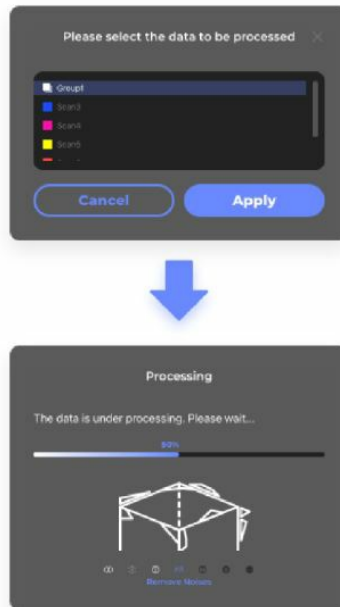 Please select the data to be processed
Group1
Scan3
Scan4
Scan5
Cancel
Apply
Processing
The data is under processing. Please wait...
50%
Remove Noises